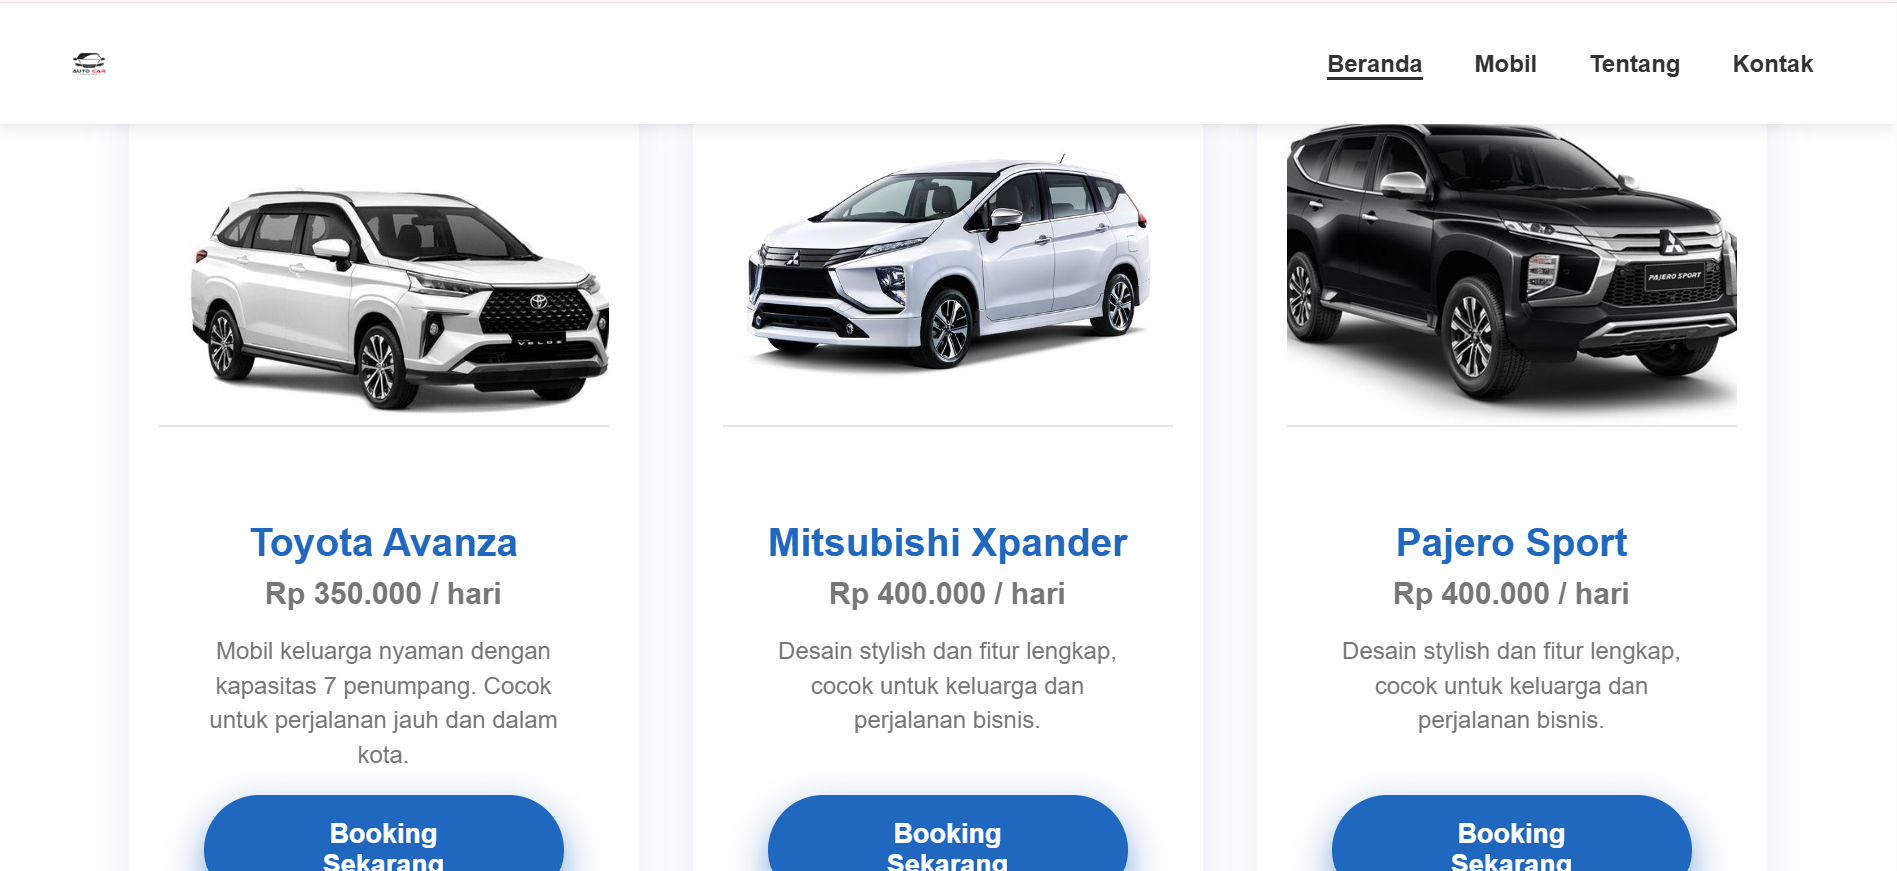 AUTO CAR
Beranda
Mobil
Tentang
Kontak
VELOZ
PAJERO SPORT
Toyota Avanza
Rp 350.000 / hari
Mobil keluarga nyaman dengan
kapasitas 7 penumpang. Cocok
untuk perjalanan jauh dan dalam
kota.
Booking
Sekarang
Mitsubishi Xpander
Rp 400.000 / hari
Desain stylish dan fitur lengkap,
cocok untuk keluarga dan
perjalanan bisnis.
Booking
Sekarang
Pajero Sport
Rp 400.000 / hari
Desain stylish dan fitur lengkap,
cocok untuk keluarga dan
perjalanan bisnis.
Booking
Sekarang